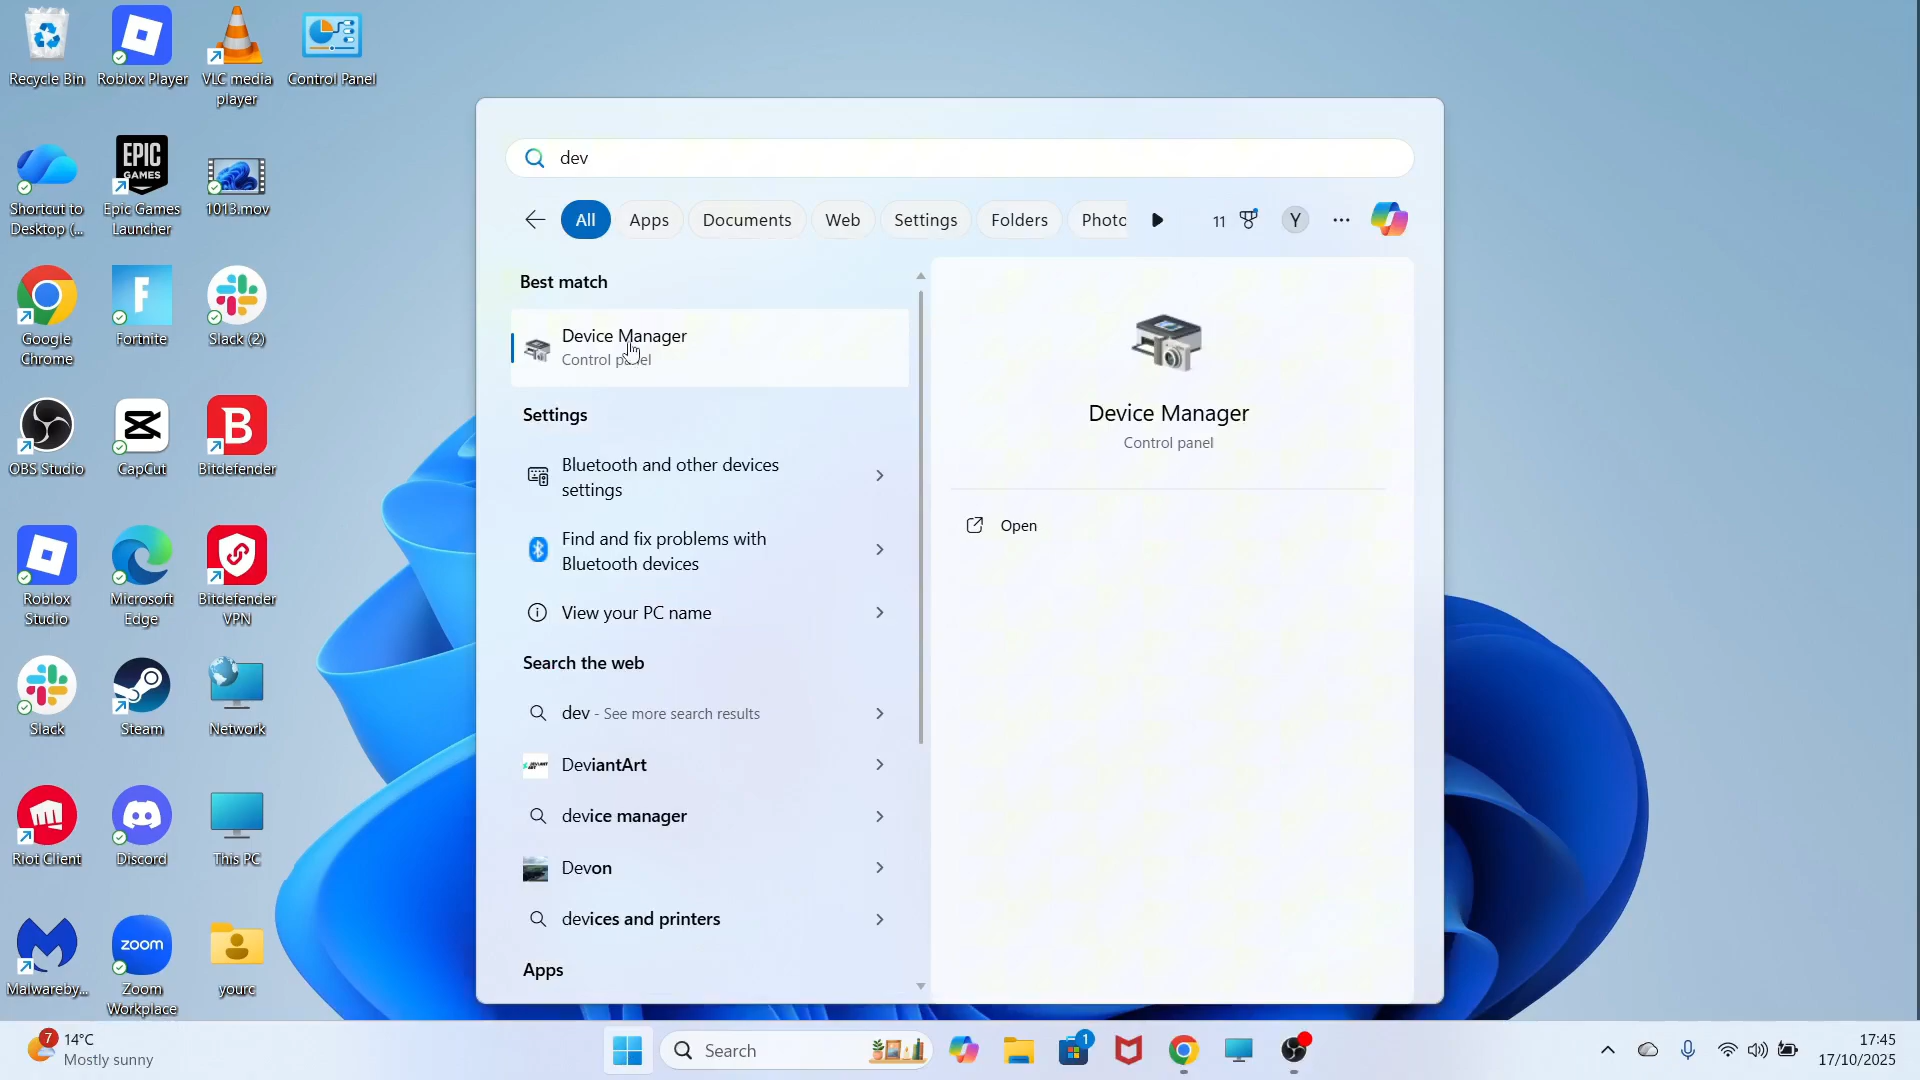 Recycle Bin
Roblox Player
VLC media
player
Control Panel
Shortcut to
Desktop (...
EPIC
GAMES
Epic Games
Launcher
1013.mov
Google
Chrome
Fortnite
Slack (2)
OBS Studio
CapCut
Bitdefender
Roblox
Studio
Microsoft
Edge
Bitdefender
VPN
Slack
Steam
Network
Riot Client
Discord
This PC
Malwareby...
zoom
Zoom
Workplace
yourc
dev
All
Apps
Documents
Web
Settings
Folders
Photo
11
Y
Best match
Device Manager
Control panel
Settings
Bluetooth and other devices
settings
Find and fix problems with
Bluetooth devices
View your PC name
Search the web
dev - See more search results
DeviantArt
device manager
Devon
devices and printers
Apps
Device Manager
Control panel
Open
7
14°C
Mostly sunny
Search
1
17:45
17/10/2025